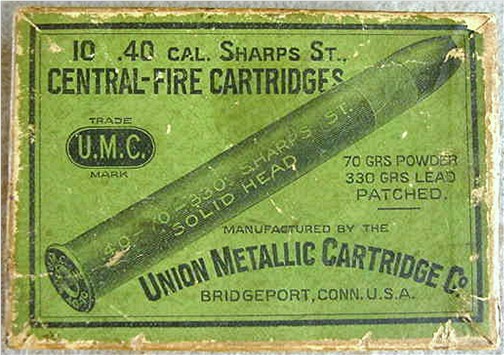 10 .40 CAL. SHARPS ST.,
CENTRAL-FIRE CARTRIDGES
TRADE
U.M.C.
MARK
40-70-330. SHARPS ST.
SOLID HEAD
70 GRS POWDER
330 GRS LEAD
PATCHED.
MANUFACTURED BY THE
UNION METALLIC CARTRIDGE CO.
BRIDGEPORT, CONN. U.S.A.